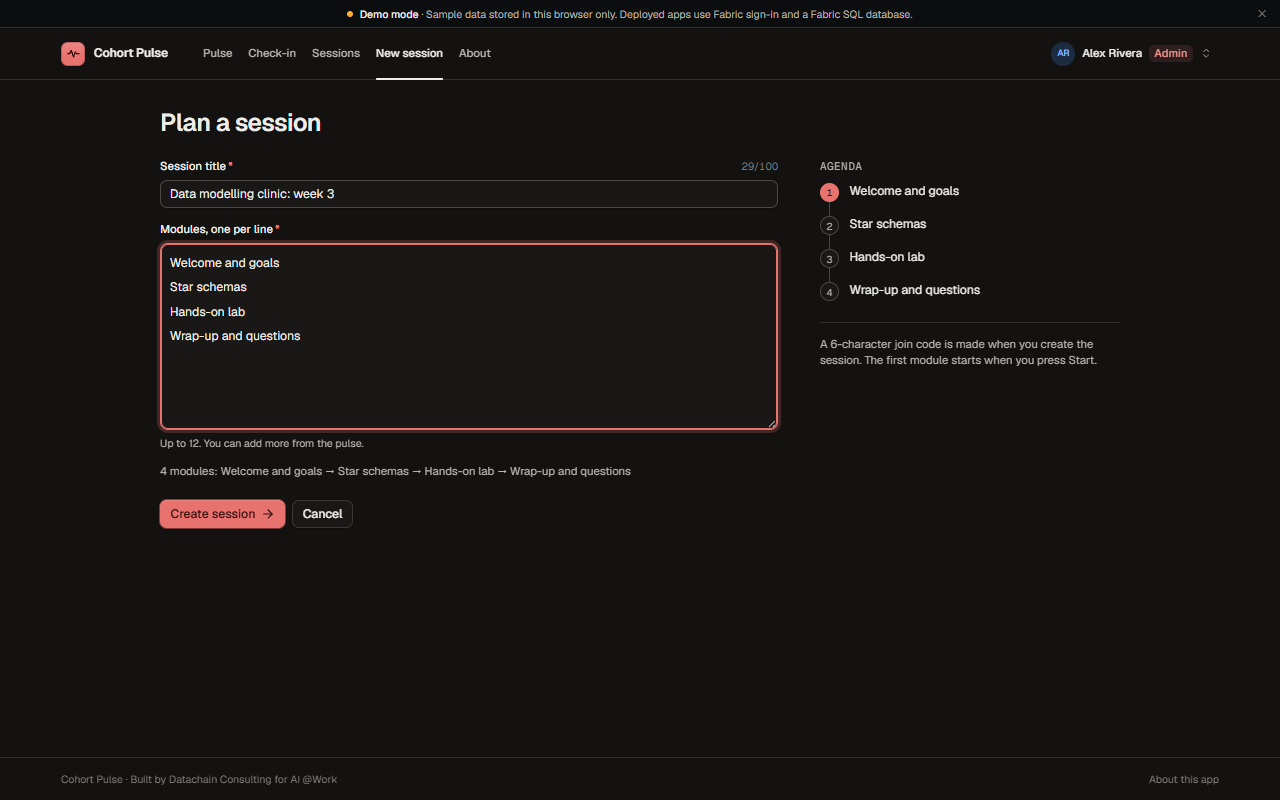 Demo mode · Sample data stored in this browser only. Deployed apps use Fabric sign-in and a Fabric SQL database.
Cohort Pulse
Pulse
Check-in
Sessions
New session
About
AR
Alex Rivera
Admin
Plan a session
Session title *
29/100
Data modelling clinic: week 3
Modules, one per line *
Welcome and goals
Star schemas
Hands-on lab
Wrap-up and questions
Up to 12. You can add more from the pulse.
4 modules: Welcome and goals → Star schemas → Hands-on lab → Wrap-up and questions
Create session →
Cancel
AGENDA
1 Welcome and goals
2 Star schemas
3 Hands-on lab
4 Wrap-up and questions
A 6-character join code is made when you create the
session. The first module starts when you press Start.
Cohort Pulse · Built by Datachain Consulting for AI @Work
About this app